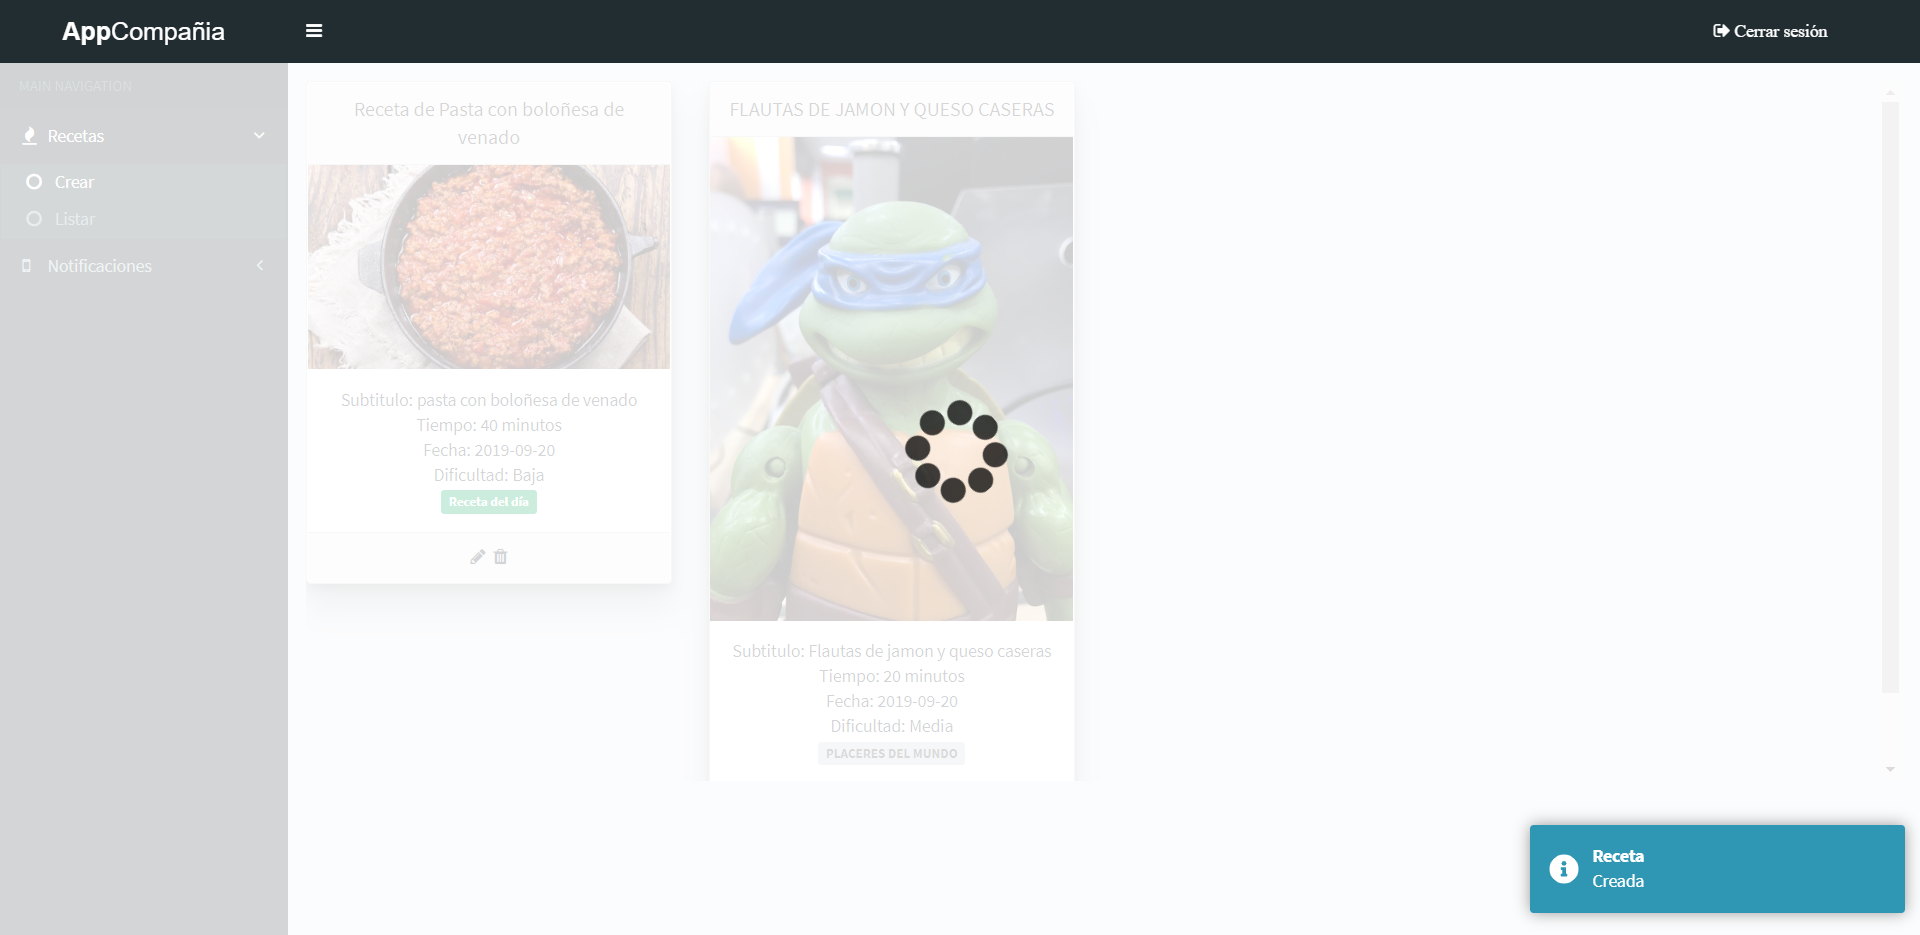 AppCompañia
Cerrar sesión
MAIN NAVIGATION
Recetas
Crear
Listar
Notificaciones
Receta de Pasta con boloñesa de
venado
Subtitulo: pasta con boloñesa de venado
Tiempo: 40 minutos
Fecha: 2019-09-20
Dificultad: Baja
Receta del día
FLAUTAS DE JAMON Y QUESO CASERAS
Subtitulo: Flautas de jamon y queso caseras
Tiempo: 20 minutos
Fecha: 2019-09-20
Dificultad: Media
PLACERES DEL MUNDO
Receta
Creada